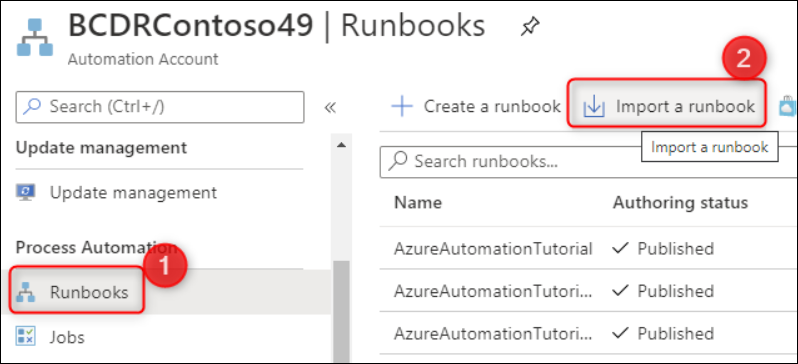 BCDRContoso49 | Runbooks
Automation Account
2
Search (Ctrl+/)
«
Create a runbook
Import a runbook
Import a runbook
Update management
Search runbooks...
Update management
Name
Authoring status
Process Automation
AzureAutomationTutorial
Published
1
Runbooks
AzureAutomationTutori...
Published
Jobs
AzureAutomationTutori...
Published